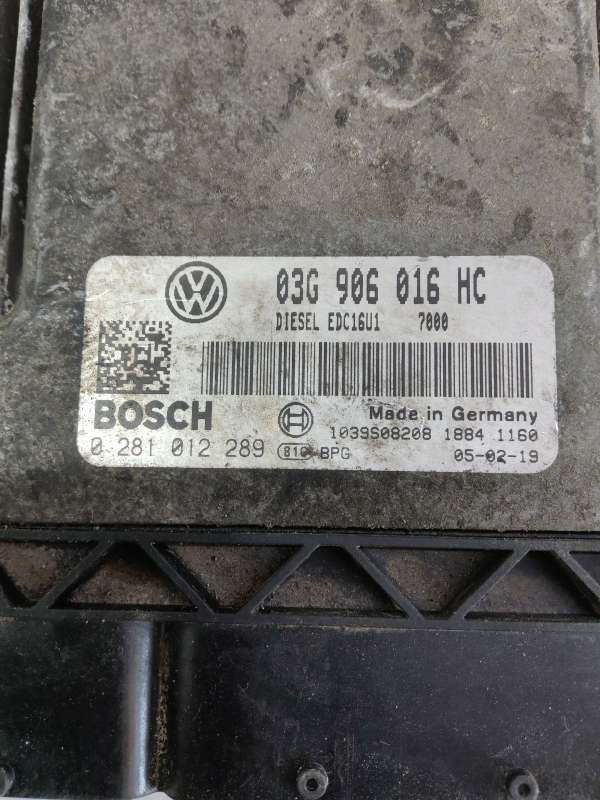 03G 906 016 HC
DIESEL EDC16U1 7000
BOSCH
Made in Germany
1039S08208 1884 1160
0 281 012 289
BPG
05-02-19